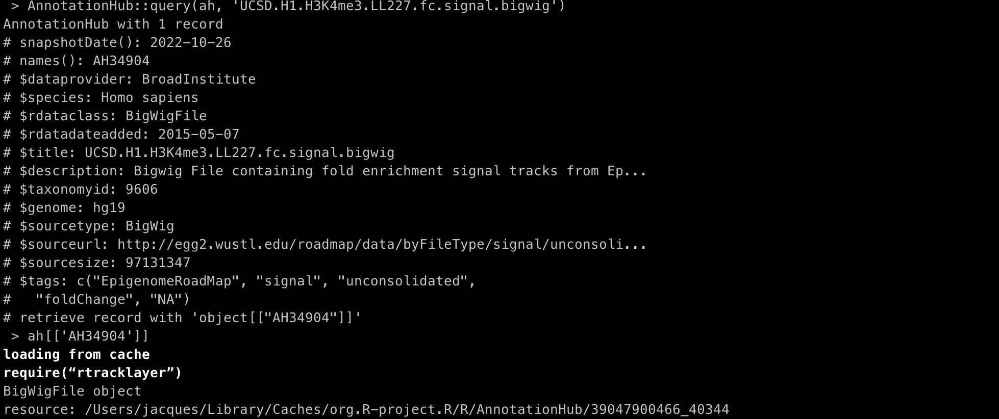 > AnnotationHub::query(ah, 'UCSD.H1.H3K4me3.LL227.fc.signal.bigwig')
AnnotationHub with 1 record
# snapshotDate(): 2022-10-26
# names(): AH34904
# $dataprovider: BroadInstitute
# $species: Homo sapiens
# $rdataclass: BigWigFile
# $rdatadateadded: 2015-05-07
# $title: UCSD.H1.H3K4me3.LL227.fc.signal.bigwig
# $description: Bigwig File containing fold enrichment signal tracks from Ep...
# $taxonomyid: 9606
# $genome: hg19
# $sourcetype: BigWig
# $sourceurl: http://egg2.wustl.edu/roadmap/data/byFileType/signal/unconsoli...
# $sourcesize: 97131347
# $tags: c("EpigenomeRoadMap", "signal", "unconsolidated",
#   "foldChange", "NA")
# retrieve record with 'object[["AH34904"]]'
> ah[['AH34904']]
loading from cache
require(“rtracklayer”)
BigWigFile object
resource: /Users/jacques/Library/Caches/org.R-project.R/R/AnnotationHub/39047900466_40344